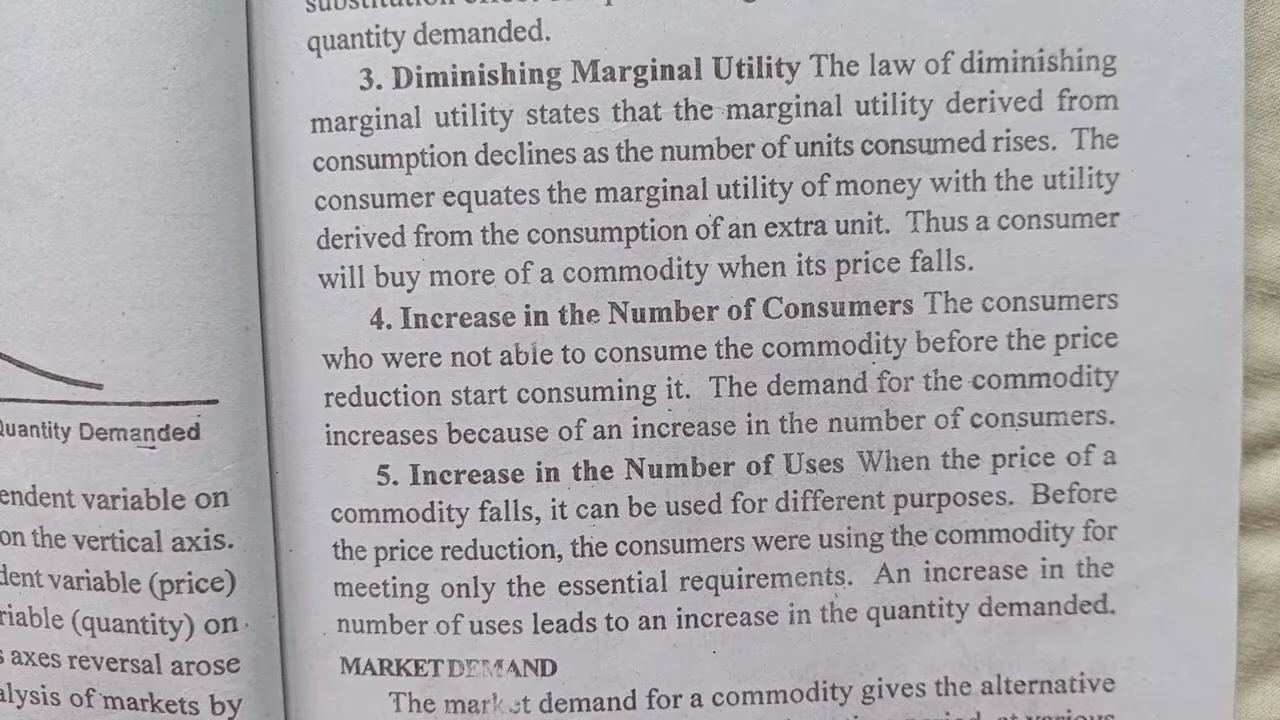 Quantity Demanded
endent variable on
on the vertical axis.
dent variable (price)
riable (quantity) on
s axes reversal arose
alysis of markets by
quantity demanded.
3. Diminishing Marginal Utility The law of diminishing
marginal utility states that the marginal utility derived from
consumption declines as the number of units consumed rises. The
consumer equates the marginal utility of money with the utility
derived from the consumption of an extra unit. Thus a consumer
will buy more of a commodity when its price falls.
4. Increase in the Number of Consumers The consumers
who were not able to consume the commodity before the price
reduction start consuming it. The demand for the commodity
increases because of an increase in the number of consumers.
5. Increase in the Number of Uses When the price of a
commodity falls, it can be used for different purposes. Before
the price reduction, the consumers were using the commodity for
meeting only the essential requirements. An increase in the
number of uses leads to an increase in the quantity demanded.
MARKET DEMAND
The market demand for a commodity gives the alternative